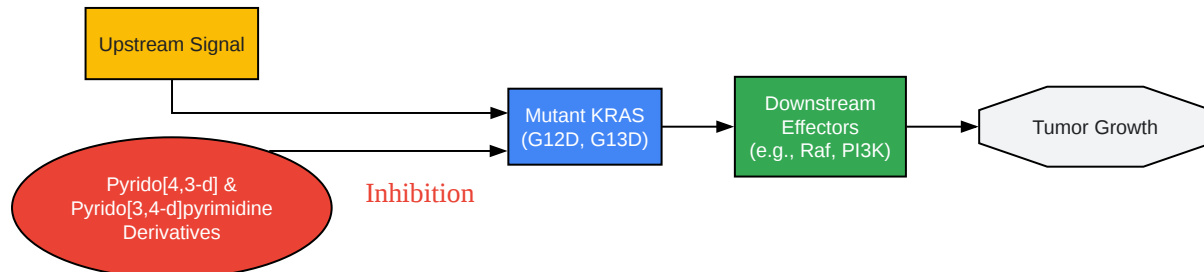 Upstream Signal
Mutant KRAS
(G12D, G13D)
Downstream
Effectors
(e.g., Raf, PI3K)
Tumor Growth
Pyrido[4,3-d] &
Pyrido[3,4-d]pyrimidine
Derivatives
Inhibition